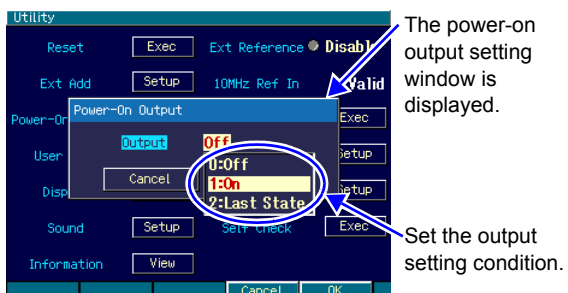 Utility
Reset Exec Ext Reference Disabl
Ext Add Setup 10MHz Ref In Valid
Power-On Output
Power-Or Exec
Output Off
User Setup
0:Off
1:On
2:Last State
Cancel
Disp Setup
Sound Setup Self Check Exec
Information View
Cancel OK
The power-on
output setting
window is
displayed.
Set the output
setting condition.